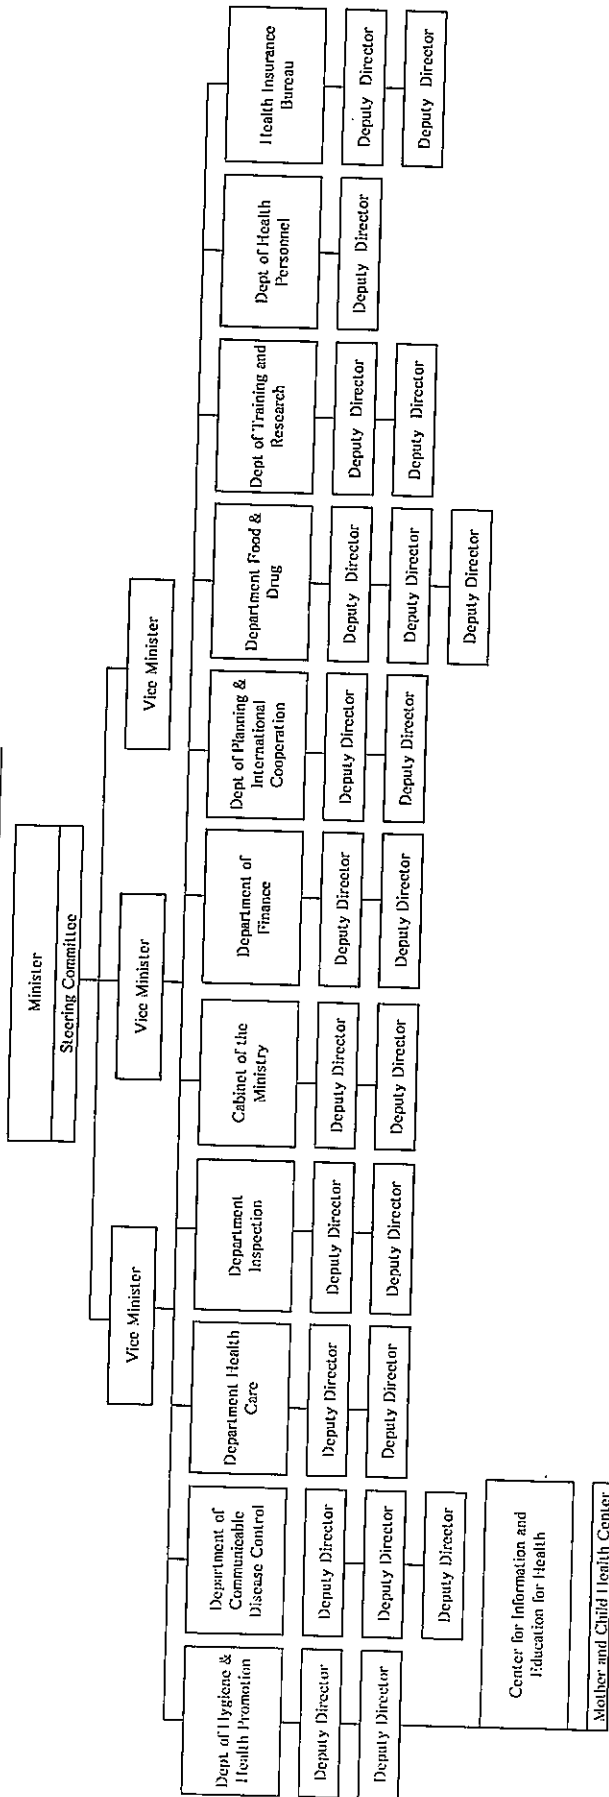 Minister
Steering Committee
Vice Minister
Vice Minister
Vice Minister
Dept of Hygiene &
Health Promotion
Deputy Director
Deputy Director
Center for Information and
Education for Health
Mother and Child Health Center
Department of
Communicable
Disease Control
Deputy Director
Deputy Director
Deputy Director
Department Health
Care
Deputy Director
Deputy Director
Department
Inspection
Deputy Director
Deputy Director
Cabinet of the
Ministry
Deputy Director
Deputy Director
Department of
Finance
Deputy Director
Deputy Director
Dept of Planning &
International
Cooperation
Deputy Director
Deputy Director
Department Food &
Drug
Deputy Director
Deputy Director
Deputy Director
Dept of Training and
Research
Deputy Director
Deputy Director
Dept of Health
Personnel
Deputy Director
Health Insurance
Bureau
Deputy Director
Deputy Director